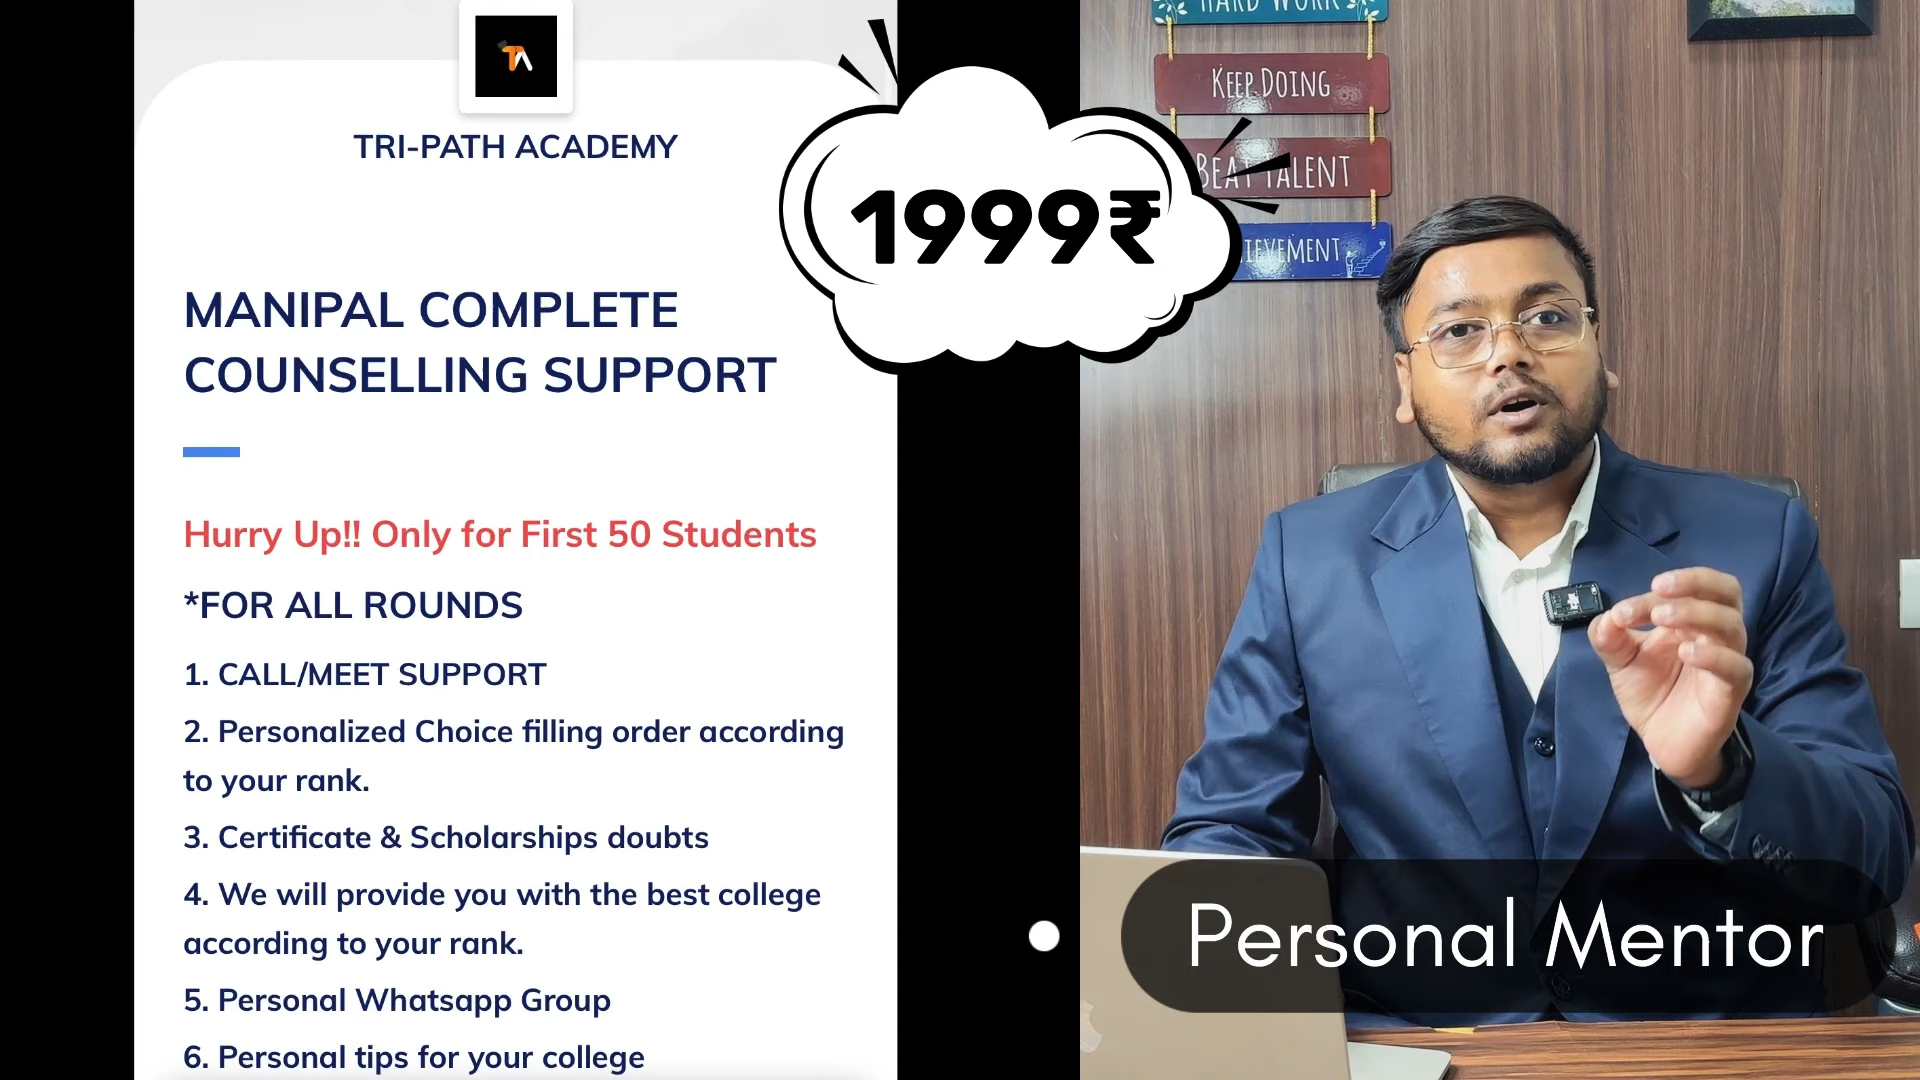 TA
TRI-PATH ACADEMY
MANIPAL COMPLETE
COUNSELLING SUPPORT
Hurry Up!! Only for First 50 Students
*FOR ALL ROUNDS
1. CALL/MEET SUPPORT
2. Personalized Choice filling order according
to your rank.
3. Certificate & Scholarships doubts
4. We will provide you with the best college
according to your rank.
5. Personal Whatsapp Group
6. Personal tips for your college
1999₹
HARD WORK
KEEP DOING
BEAT TALENT
Personal Mentor